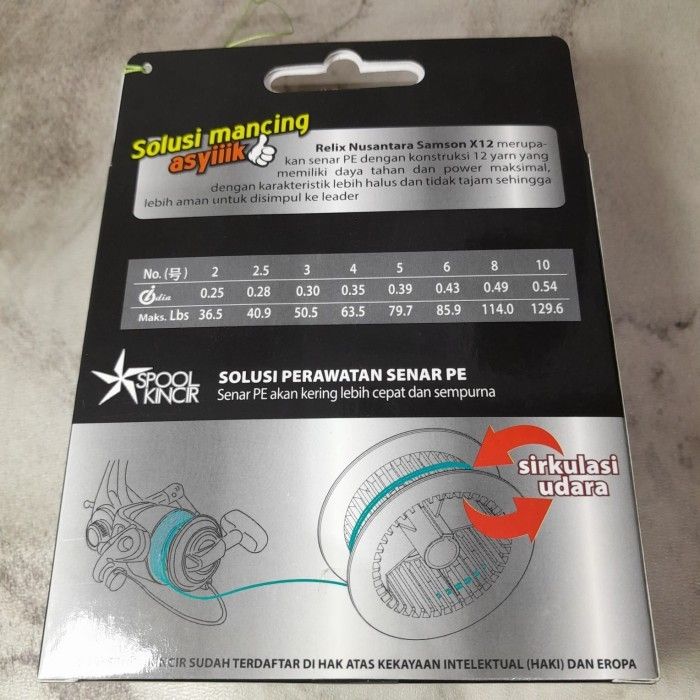 Solusi mancing
asyiiik
Relix Nusantara Samson X12 merupa-
kan senar PE dengan konstruksi 12 yarn yang
memiliki daya tahan dan power maksimal,
dengan karakteristik lebih halus dan tidak tajam sehingga
lebih aman untuk disimpul ke leader
No. (号) 2 2.5 3 4 5 6 8 10
dia 0.25 0.28 0.30 0.35 0.39 0.43 0.49 0.54
Maks. Lbs 36.5 40.9 50.5 63.5 79.7 85.9 114.0 129.6
SPOOL
KINCIR
SOLUSI PERAWATAN SENAR PE
Senar PE akan kering lebih cepat dan sempurna
sirkulasi
udara
KINCIR SUDAH TERDAFTAR DI HAK ATAS KEKAYAAN INTELEKTUAL (HAKI) DAN EROPA